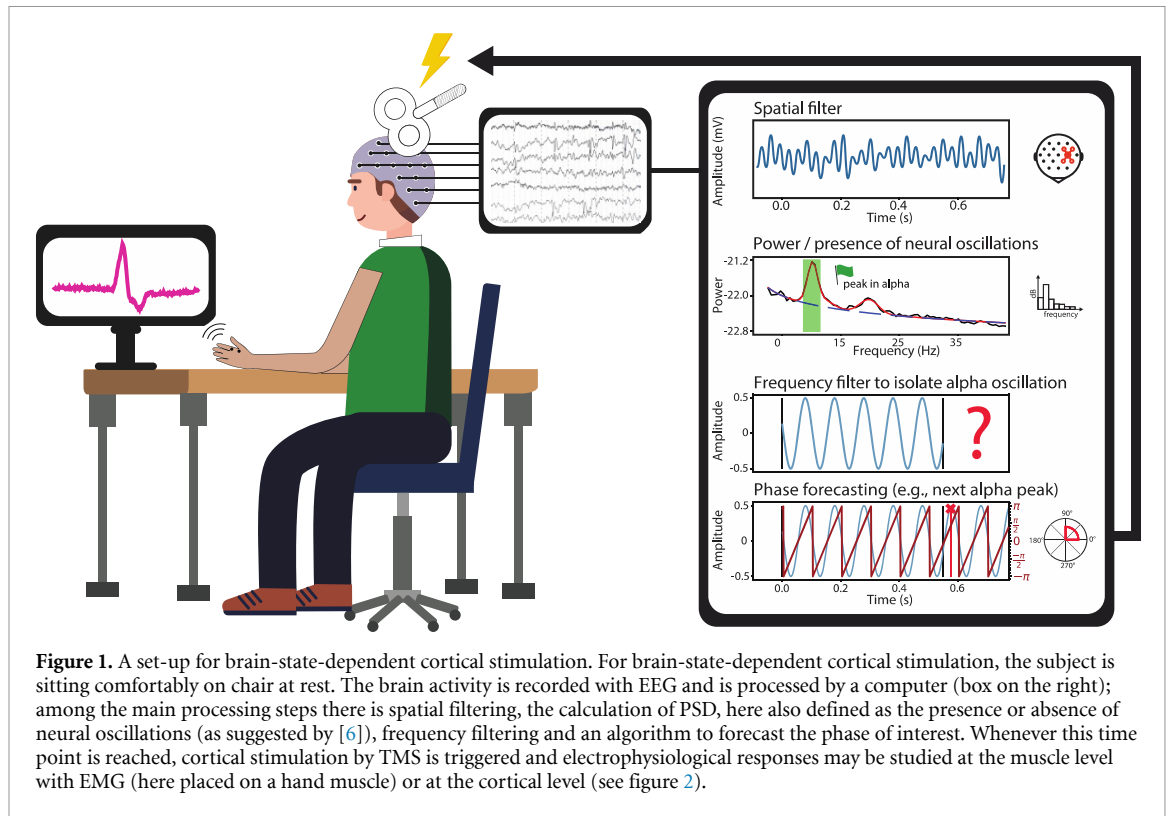 Spatial filter
Amplitude (mV)
0.0 0.2 0.4 0.6
Time (s)
Power / presence of neural oscillations
-21.2
-22.0
-22.8
Power
peak in alpha
0 15 25 35
Frequency (Hz)
dB
frequency
Frequency filter to isolate alpha oscillation
0.5
0
-0.5
Amplitude
?
Phase forecasting (e.g., next alpha peak)
0.5
0
-0.5
Amplitude
π
π/2
0
-π/2
-π
90°
180°
0°
270°
0.0 0.2 0.4 0.6
Time (s)
Figure 1. A set-up for brain-state-dependent cortical stimulation. For brain-state-dependent cortical stimulation, the subject is
sitting comfortably on chair at rest. The brain activity is recorded with EEG and is processed by a computer (box on the right);
among the main processing steps there is spatial filtering, the calculation of PSD, here also defined as the presence or absence of
neural oscillations (as suggested by [6]), frequency filtering and an algorithm to forecast the phase of interest. Whenever this time
point is reached, cortical stimulation by TMS is triggered and electrophysiological responses may be studied at the muscle level
with EMG (here placed on a hand muscle) or at the cortical level (see figure 2).